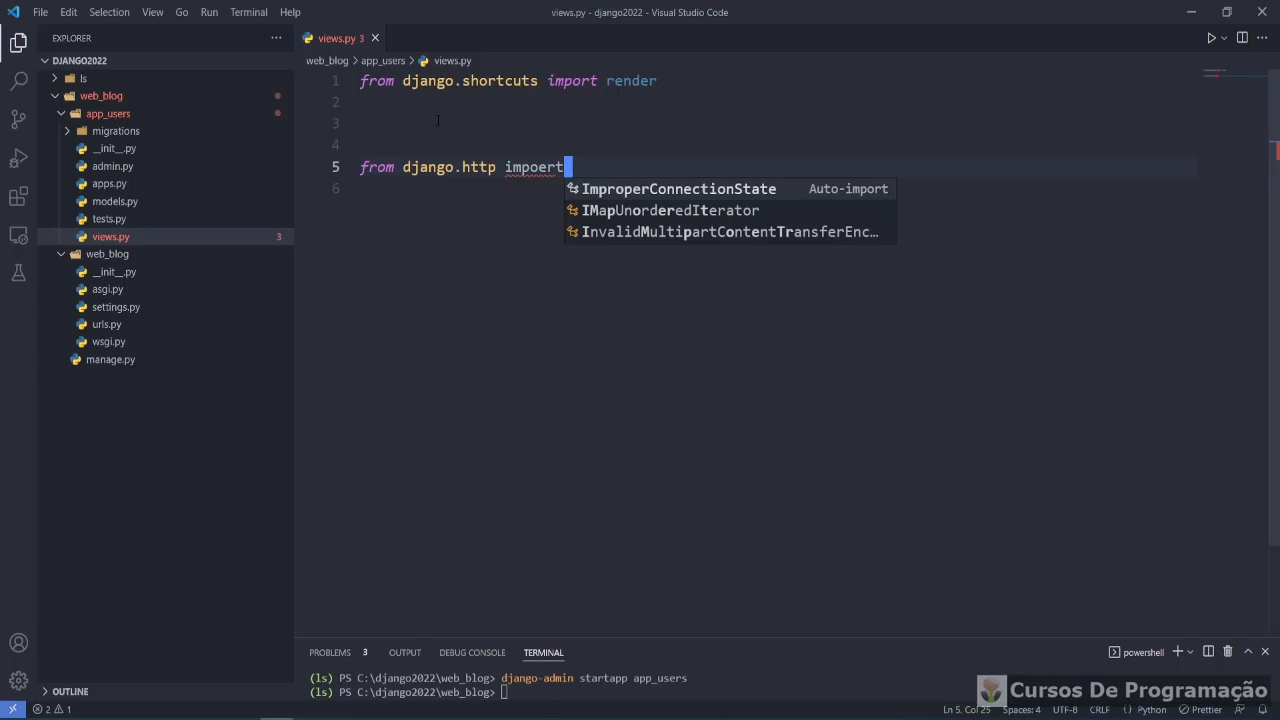 File Edit Selection View Go Run Terminal Help
views.py - django2022 - Visual Studio Code
EXPLORER
DJANGO2022
ls
web_blog
app_users
migrations
__init__.py
admin.py
apps.py
models.py
tests.py
views.py 3
web_blog
__init__.py
asgi.py
settings.py
urls.py
wsgi.py
manage.py
OUTLINE
views.py 3
web_blog > app_users > views.py
1 from django.shortcuts import render
2
3
4
5 from django.http impoert
6
ImproperConnectionState Auto-import
IMapUnorderedIterator
InvalidMultipartContentTransferEnc…
PROBLEMS 3 OUTPUT DEBUG CONSOLE TERMINAL
powershell
(ls) PS C:\django2022\web_blog> django-admin startapp app_users
(ls) PS C:\django2022\web_blog>
Cursos De Programação
2 1
Ln 5, Col 25 Spaces: 4 UTF-8 CRLF Python Prettier